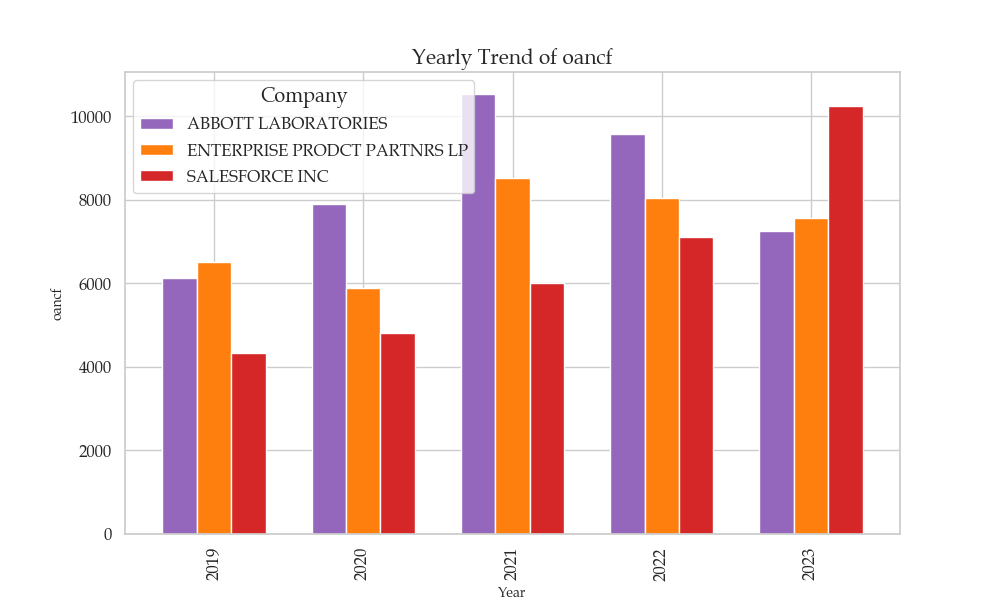 Yearly Trend of oancf
Company
ABBOTT LABORATORIES
ENTERPRISE PRODCT PARTNRS LP
SALESFORCE INC
10000
8000
6000
4000
2000
0
oancf
2019
2020
2021
2022
2023
Year